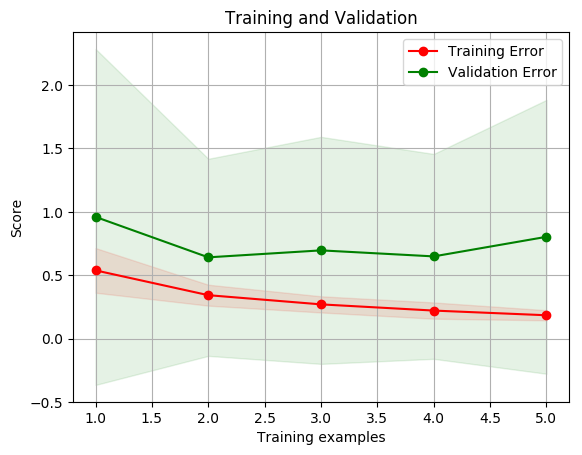 Training and Validation
Training Error
Validation Error
2.0
1.5
1.0
0.5
0.0
−0.5
Score
1.0 1.5 2.0 2.5 3.0 3.5 4.0 4.5 5.0
Training examples